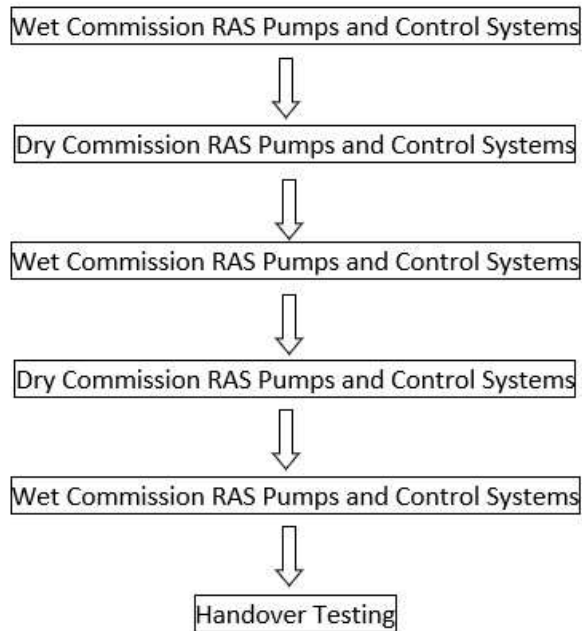 Wet Commission RAS Pumps and Control Systems
Dry Commission RAS Pumps and Control Systems
Wet Commission RAS Pumps and Control Systems
Dry Commission RAS Pumps and Control Systems
Wet Commission RAS Pumps and Control Systems
Handover Testing